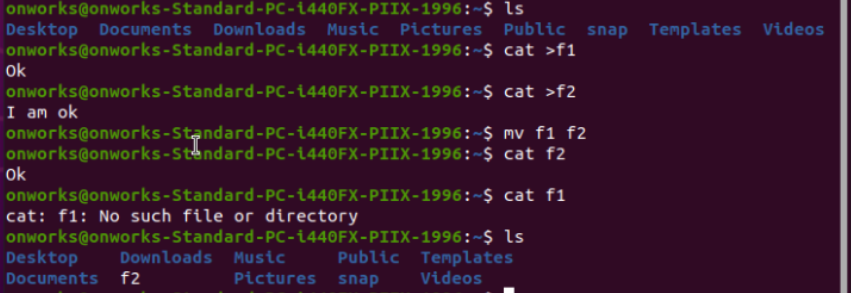 onworks@onworks-Standard-PC-i440FX-PIIX-1996:~$ ls
Desktop  Documents  Downloads  Music  Pictures  Public  snap  Templates  Videos
onworks@onworks-Standard-PC-i440FX-PIIX-1996:~$ cat >f1
Ok
onworks@onworks-Standard-PC-i440FX-PIIX-1996:~$ cat >f2
I am ok
onworks@onworks-Standard-PC-i440FX-PIIX-1996:~$ mv f1 f2
onworks@onworks-Standard-PC-i440FX-PIIX-1996:~$ cat f2
Ok
onworks@onworks-Standard-PC-i440FX-PIIX-1996:~$ cat f1
cat: f1: No such file or directory
onworks@onworks-Standard-PC-i440FX-PIIX-1996:~$ ls
Desktop    Downloads  Music     Public  Templates
Documents  f2         Pictures  snap    Videos